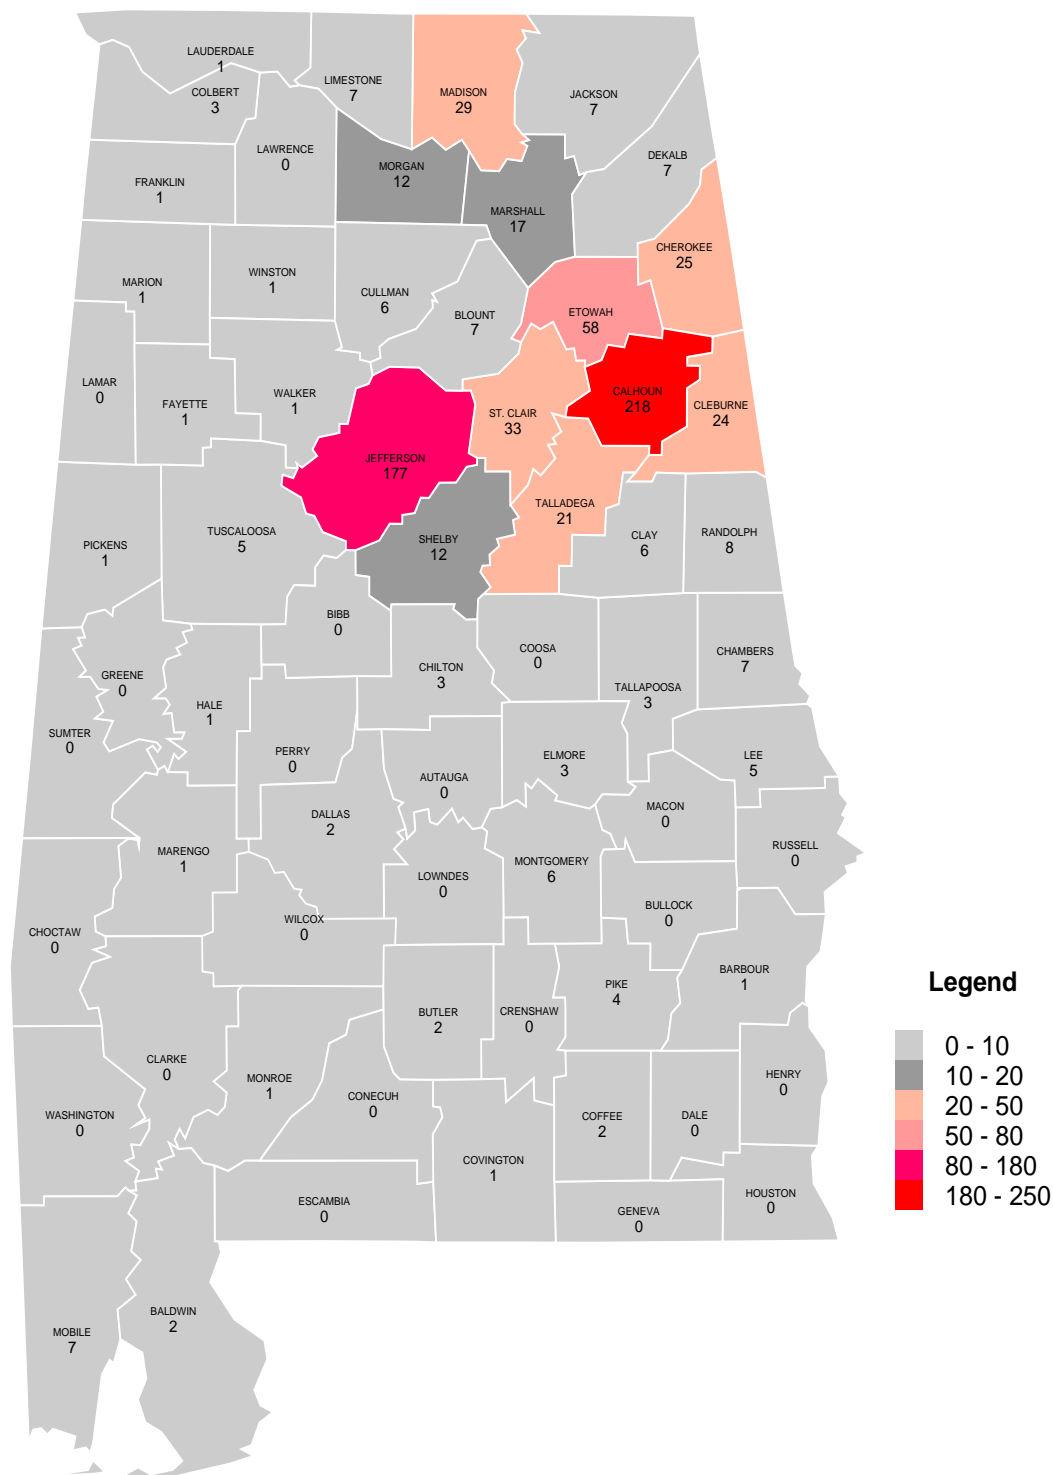 LAUDERDALE
1
LIMESTONE
7
MADISON
29
JACKSON
7
COLBERT
3
LAWRENCE
0
MORGAN
12
DEKALB
7
FRANKLIN
1
MARSHALL
17
CHEROKEE
25
MARION
1
WINSTON
1
CULLMAN
6
BLOUNT
7
ETOWAH
58
LAMAR
0
FAYETTE
1
WALKER
1
ST. CLAIR
33
CALHOUN
218
CLEBURNE
24
JEFFERSON
177
TALLADEGA
21
PICKENS
1
TUSCALOOSA
5
SHELBY
12
CLAY
6
RANDOLPH
8
BIBB
0
COOSA
0
CHAMBERS
7
GREENE
0
HALE
1
CHILTON
3
TALLAPOOSA
3
SUMTER
0
PERRY
0
AUTAUGA
0
ELMORE
3
LEE
5
DALLAS
2
MACON
0
MARENGO
1
LOWNDES
0
MONTGOMERY
6
RUSSELL
0
CHOCTAW
0
WILCOX
0
BULLOCK
0
BARBOUR
1
BUTLER
2
CRENSHAW
0
PIKE
4
CLARKE
0
MONROE
1
CONECUH
0
HENRY
0
WASHINGTON
0
COFFEE
2
DALE
0
COVINGTON
1
ESCAMBIA
0
GENEVA
0
HOUSTON
0
MOBILE
7
BALDWIN
2
Legend
0 - 10
10 - 20
20 - 50
50 - 80
80 - 180
180 - 250